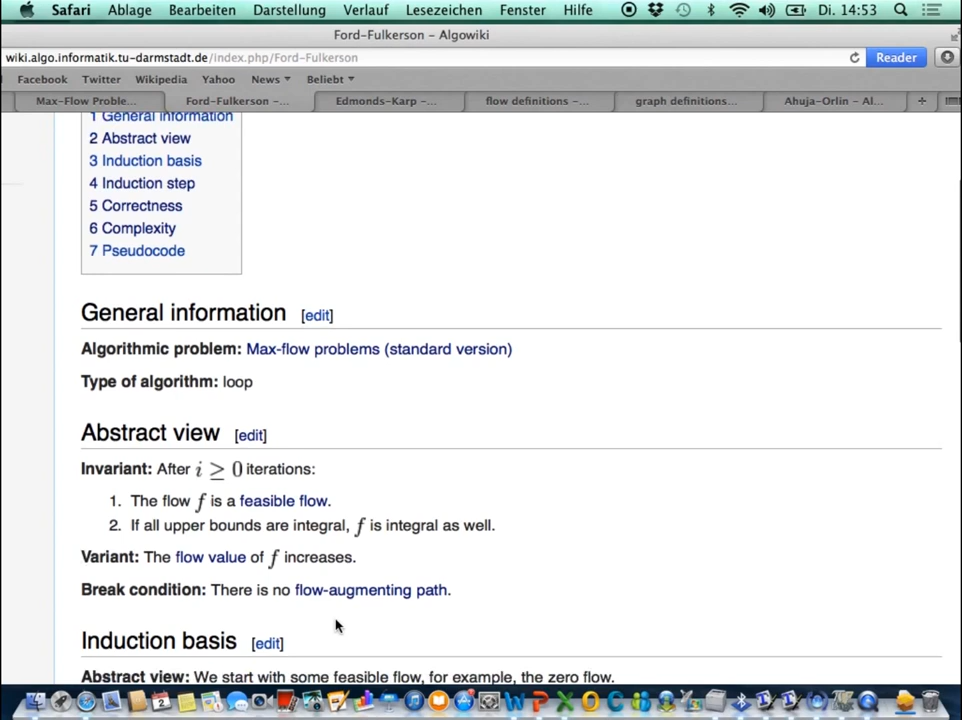 Safari Ablage Bearbeiten Darstellung Verlauf Lesezeichen Fenster Hilfe Di. 14:53
Ford-Fulkerson – Algowiki
wiki.algo.informatik.tu-darmstadt.de/index.php/Ford-Fulkerson Reader
Facebook Twitter Wikipedia Yahoo News Beliebt
Max-Flow Proble... Ford-Fulkerson –... Edmonds-Karp –... flow definitions –... graph definitions... Ahuja-Orlin – Al...
1 General information
2 Abstract view
3 Induction basis
4 Induction step
5 Correctness
6 Complexity
7 Pseudocode
General information [edit]
Algorithmic problem: Max-flow problems (standard version)
Type of algorithm: loop
Abstract view [edit]
Invariant: After i ≥ 0 iterations:
1. The flow f is a feasible flow.
2. If all upper bounds are integral, f is integral as well.
Variant: The flow value of f increases.
Break condition: There is no flow-augmenting path.
Induction basis [edit]
Abstract view: We start with some feasible flow, for example, the zero flow.